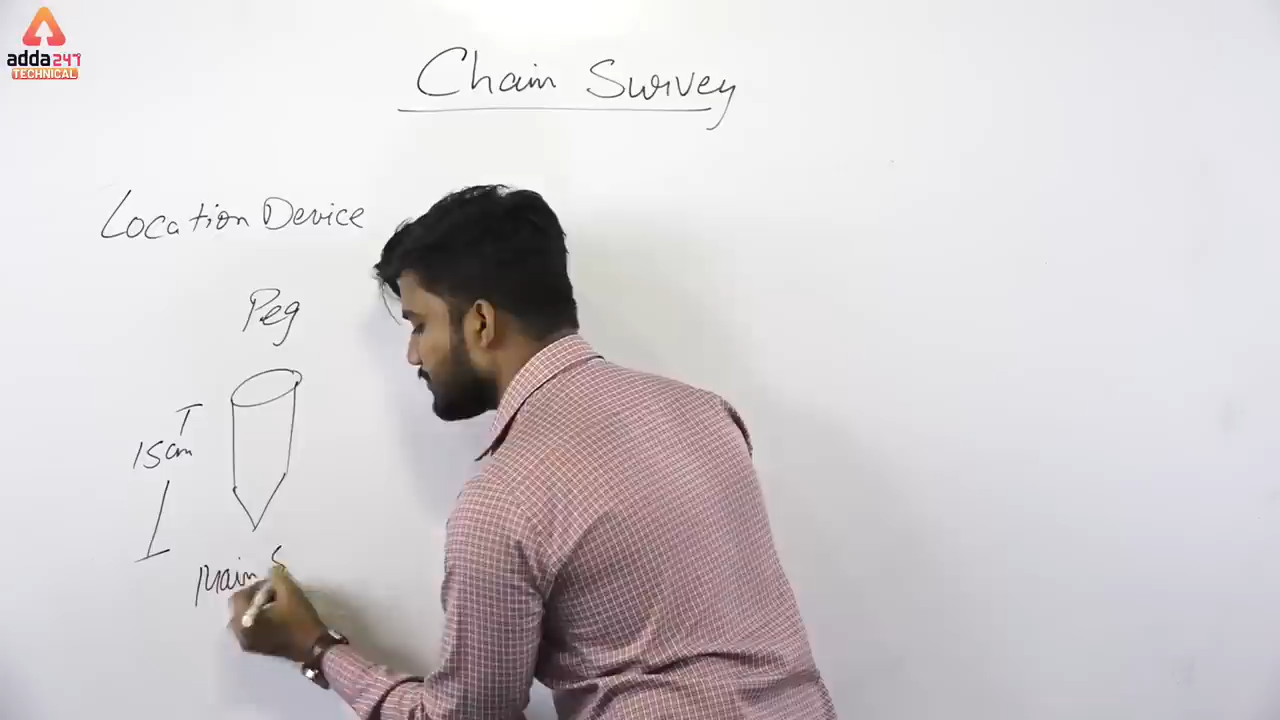 adda247
TECHNICAL
Chain Survey
Location Device
Peg
15cm
Main S